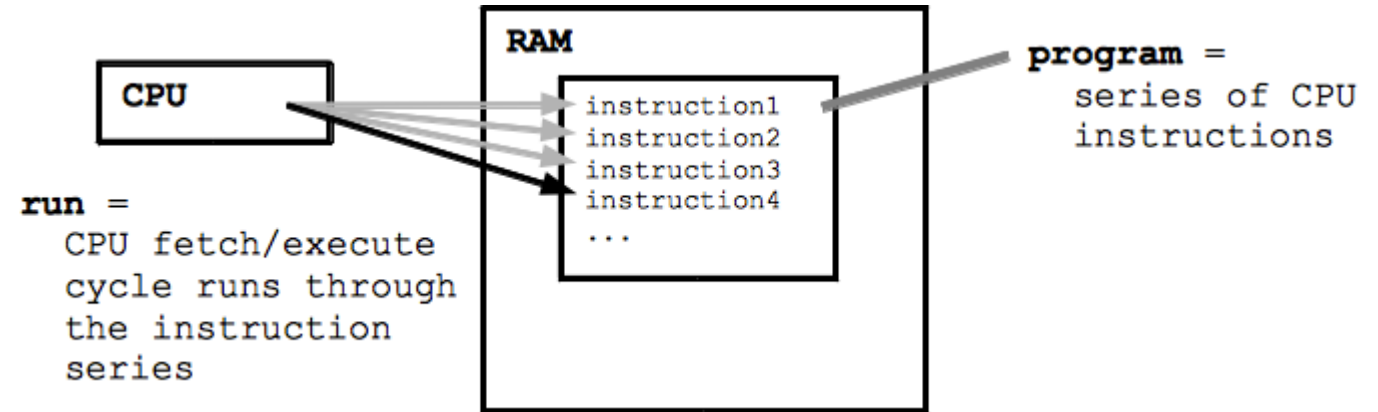 CPU
run =
CPU fetch/execute
cycle runs through
the instruction
series
RAM
instruction1
instruction2
instruction3
instruction4
...
program =
series of CPU
instructions